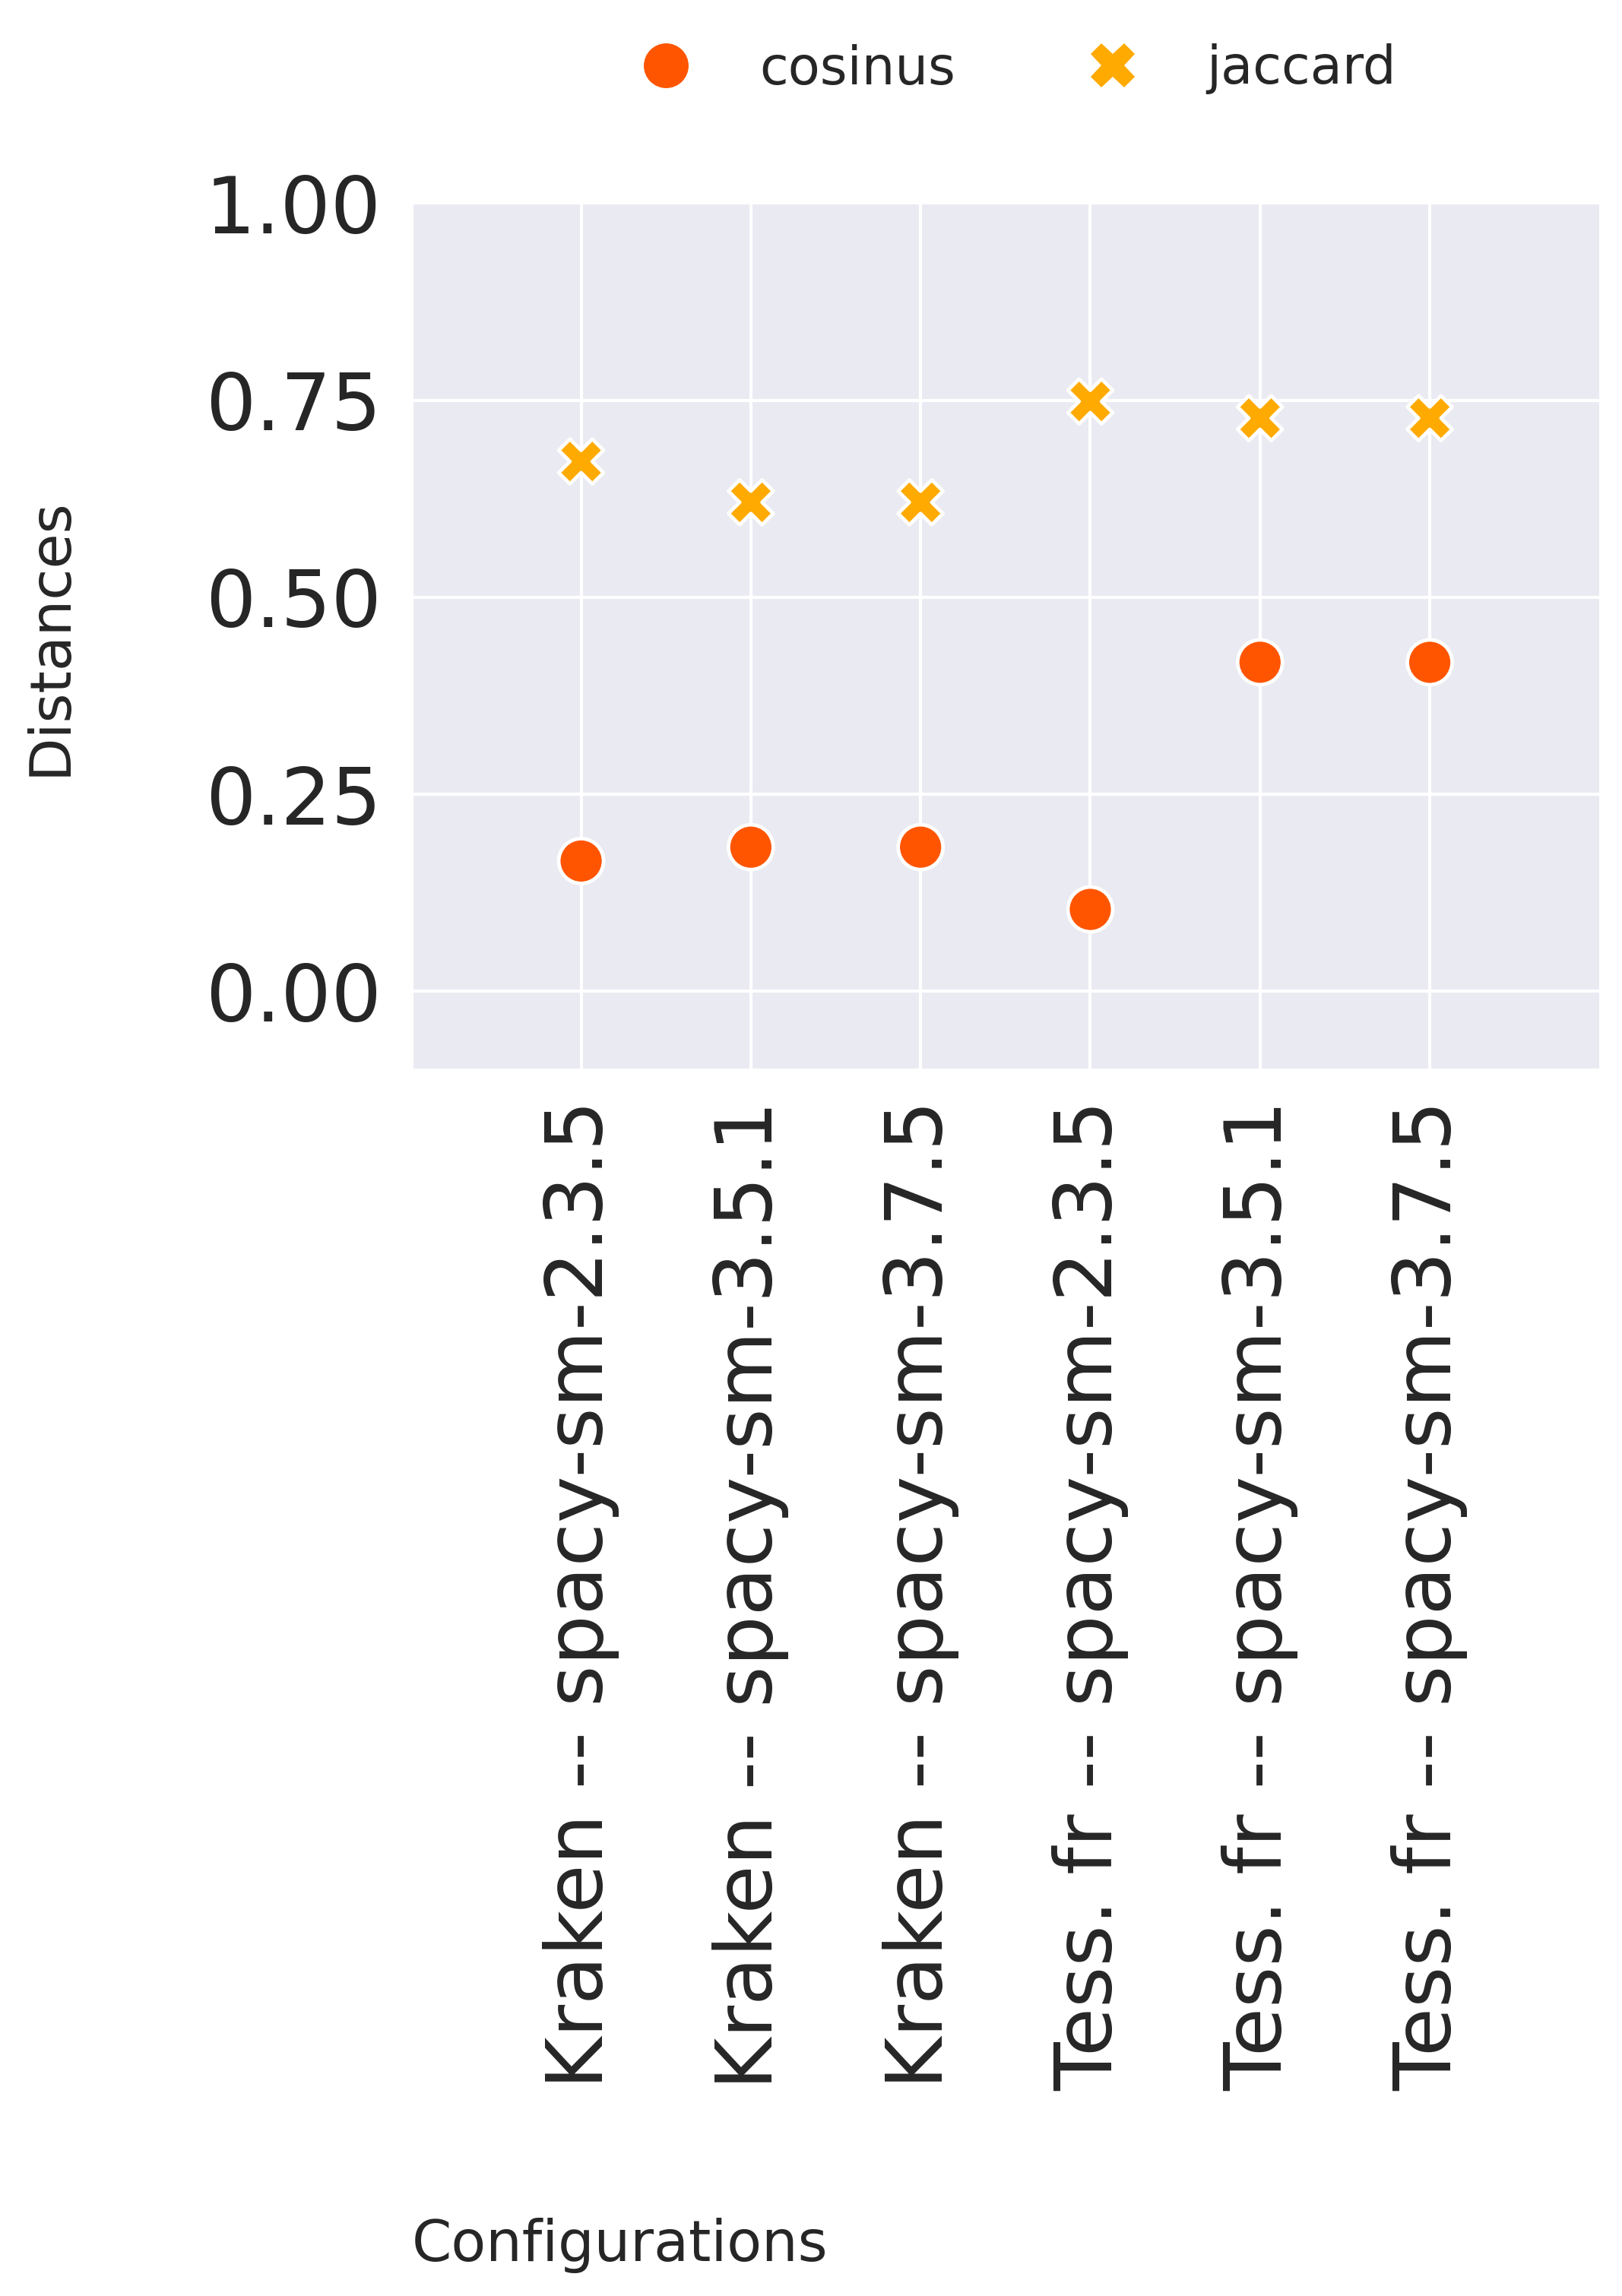 cosinus jaccard
1.00
0.75
0.50
0.25
0.00
Distances
Kraken -- spacy-sm-2.3.5
Kraken -- spacy-sm-3.5.1
Kraken -- spacy-sm-3.7.5
Tess. fr -- spacy-sm-2.3.5
Tess. fr -- spacy-sm-3.5.1
Tess. fr -- spacy-sm-3.7.5
Configurations